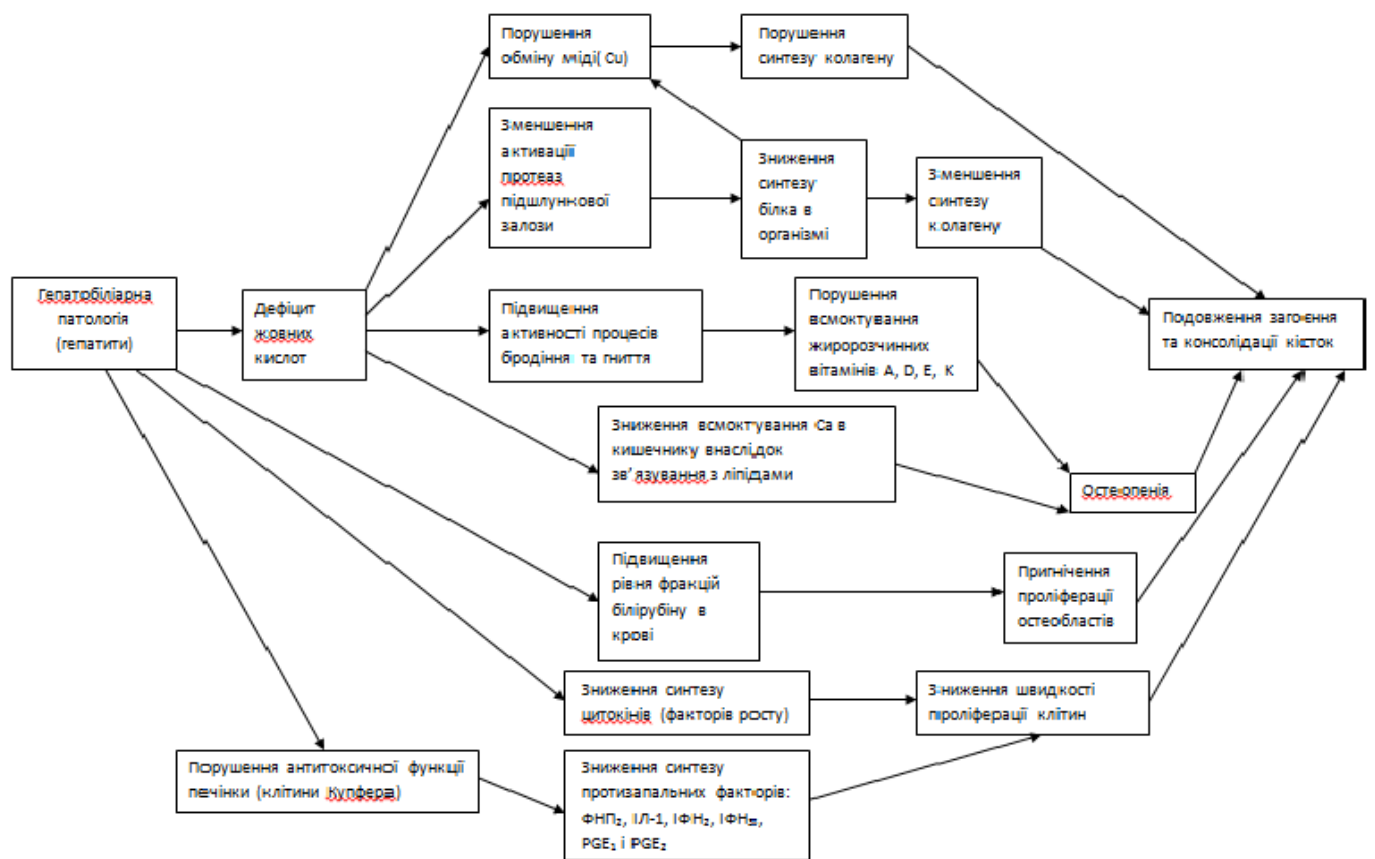 Порушення
обміну міді( Cu)
Порушення
синтезу колагену
Зменшення
активації
протеаз
підшлункової
залози
Зниження
синтезу
білка в
організмі
Зменшення
синтезу
колагену
Гепатобіліарна
патологія
(гепатити)
Дефіцит
жовних
кислот
Підвищення
активності процесів
бродіння та гниття
Порушення
всмоктування
жиророзчинних
вітамінів A, D, E, K
Подовження загоєння
та консолідації кісток
Зниження всмоктування Ca в
кишечнику внаслідок
зв’язування з ліпідами
Остеопенія
Підвищення
рівня фракцій
білірубіну в
крові
Пригнічення
проліферації
остеобластів
Зниження синтезу
цитокінів (факторів росту)
Зниження швидкості
проліферації клітин
Порушення антитоксичної функції
печінки (клітини Купфера)
Зниження синтезу
протизапальних факторів:
ФНП₂, ІЛ-1, ІФН₂,
PGE₁ і PGE₂